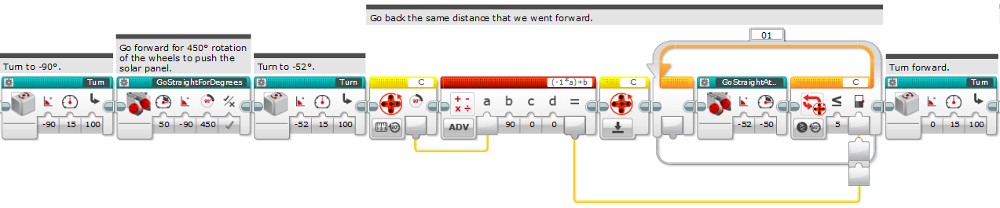 Go back the same distance that we went forward.
01
Turn to -90°.
Go forward for 450° rotation
of the wheels to push the
solar panel.
Turn to -52°.
Turn forward.
Turn
GoStraightForDegrees
Turn
C
(-1*a)+b
C
GoStraightAt..
C
Turn
90°
%
+ -
x ÷
a b c d =
≤
-90 15 100
50 -90 450
-52 15 100
ADV
90 0 0
-52 -50
5
0 15 100